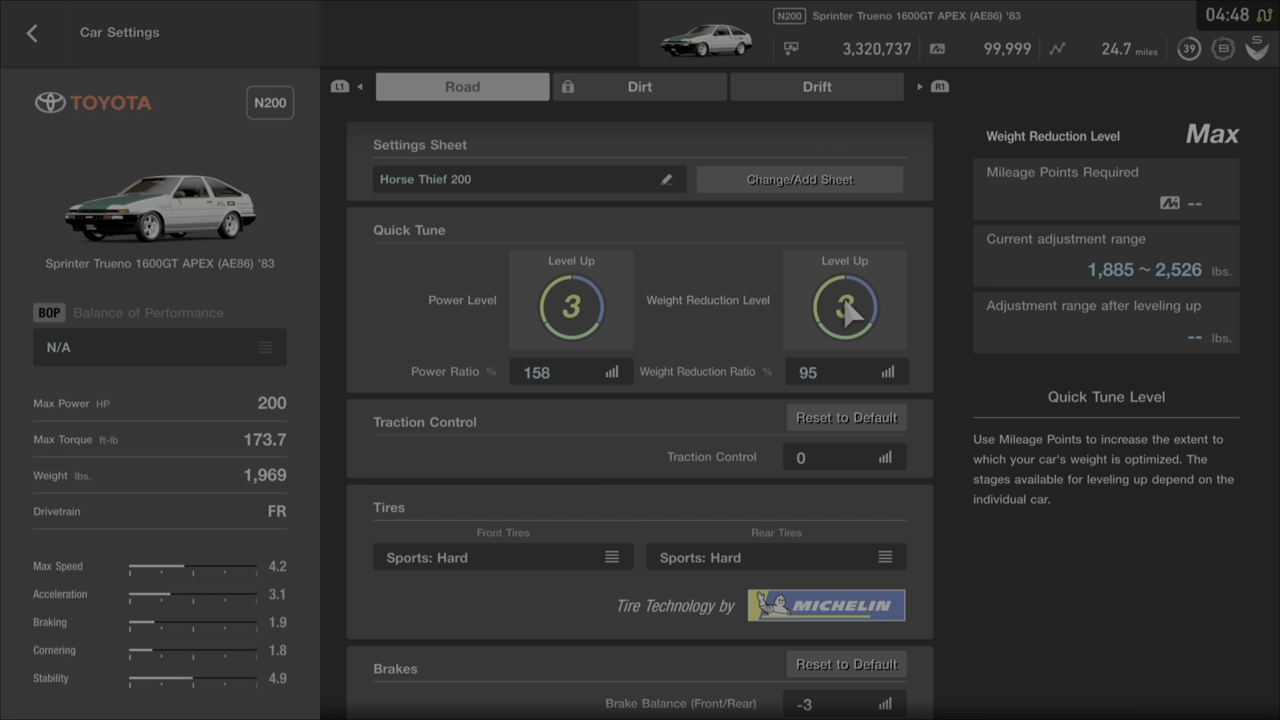 Car Settings
N200 Sprinter Trueno 1600GT APEX (AE86) '83
04:48
3,320,737 99,999 24.7 miles 39 B S
L1 Road Dirt Drift R1
TOYOTA
N200
Sprinter Trueno 1600GT APEX (AE86) '83
BOP Balance of Performance
N/A
Max Power HP 200
Max Torque ft-lb 173.7
Weight lbs. 1,969
Drivetrain FR
Max Speed 4.2
Acceleration 3.1
Braking 1.9
Cornering 1.8
Stability 4.9
Settings Sheet
Horse Thief 200 Change/Add Sheet
Quick Tune
Level Up Level Up
Power Level 3 Weight Reduction Level 3
Power Ratio % 158 Weight Reduction Ratio % 95
Traction Control Reset to Default
Traction Control 0
Tires
Front Tires Rear Tires
Sports: Hard Sports: Hard
Tire Technology by MICHELIN
Brakes Reset to Default
Brake Balance (Front/Rear) -3
Weight Reduction Level Max
Mileage Points Required
--
Current adjustment range
1,885 ~ 2,526 lbs.
Adjustment range after leveling up
-- lbs.
Quick Tune Level
Use Mileage Points to increase the extent to
which your car's weight is optimized. The
stages available for leveling up depend on the
individual car.